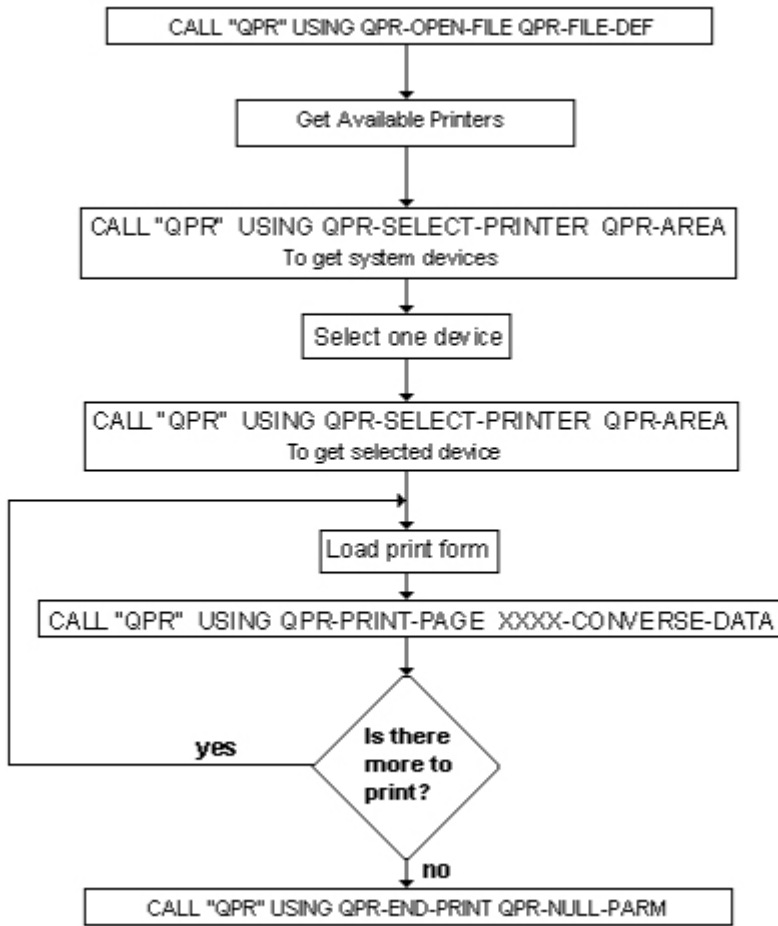 CALL "QPR" USING QPR-OPEN-FILE QPR-FILE-DEF
Get Available Printers
CALL "QPR" USING QPR-SELECT-PRINTER QPR-AREA
To get system devices
Select one device
CALL "QPR" USING QPR-SELECT-PRINTER QPR-AREA
To get selected device
Load print form
CALL "QPR" USING QPR-PRINT-PAGE XXXX-CONVERSE-DATA
Is there
more to
print?
yes
no
CALL "QPR" USING QPR-END-PRINT QPR-NULL-PARM